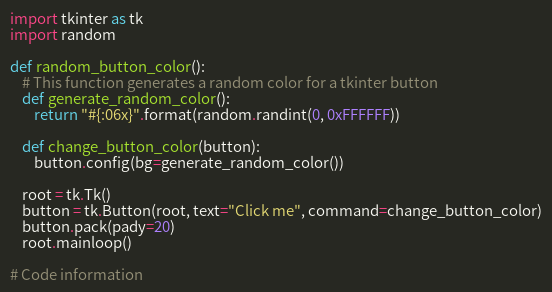 import tkinter as tk
import random
def random_button_color():
# This function generates a random color for a tkinter button
def generate_random_color():
return "#{:06x}".format(random.randint(0, 0xFFFFFF))
def change_button_color(button):
button.config(bg=generate_random_color())
root = tk.Tk()
button = tk.Button(root, text="Click me", command=change_button_color)
button.pack(pady=20)
root.mainloop()
# Code information